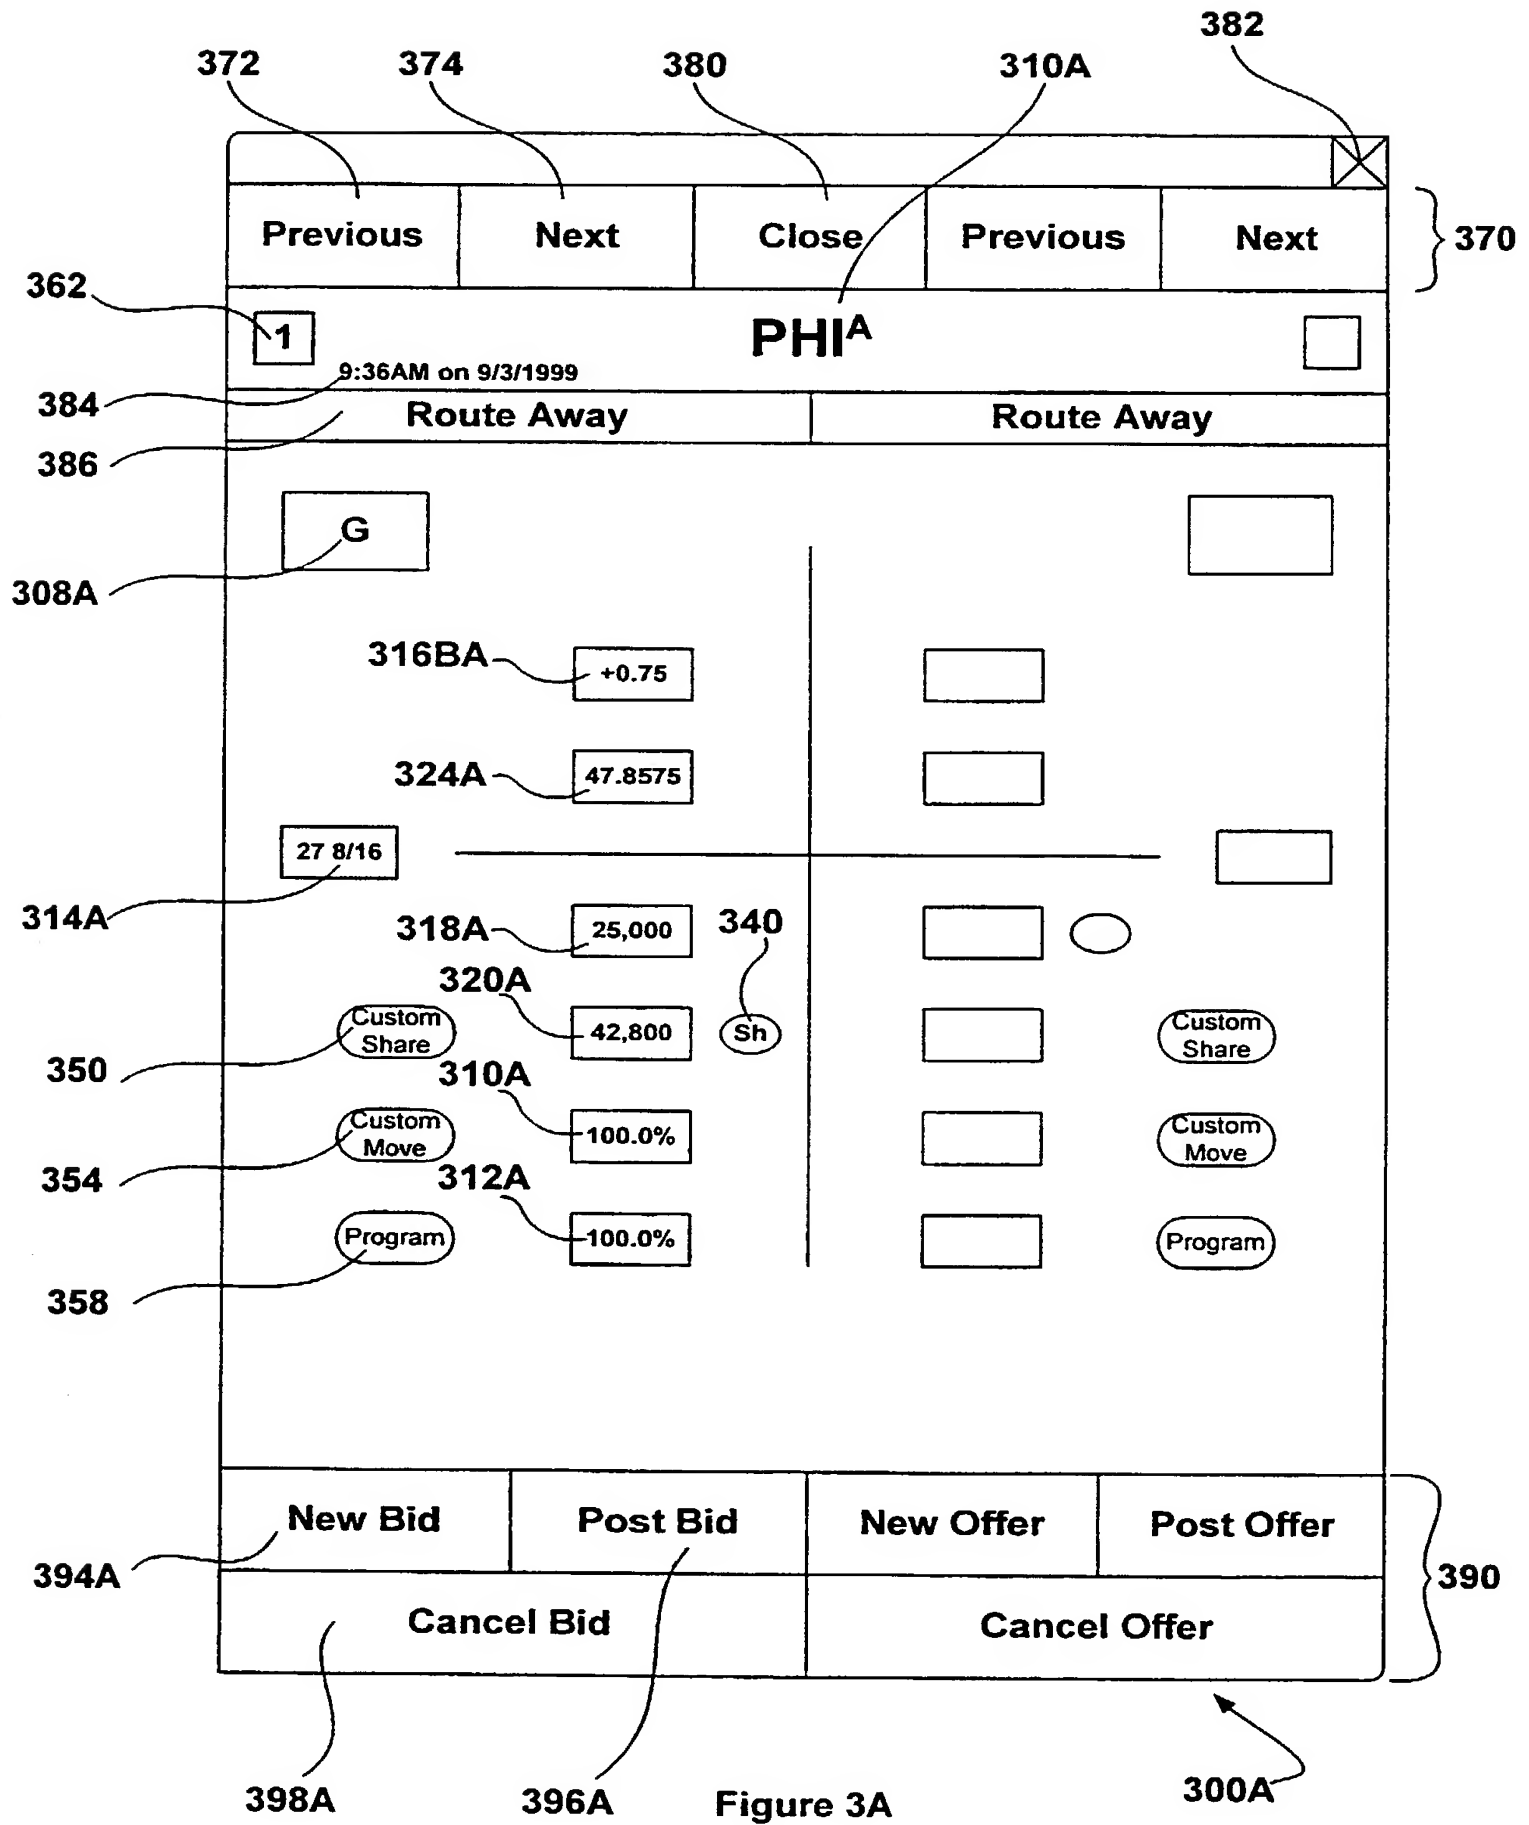 382
372
374
380
310A
Previous
Next
Close
Previous
Next
370
362
1
PHIA
9:36AM on 9/3/1999
384
Route Away
Route Away
386
G
308A
316BA
+0.75
324A
47.8575
27 8/16
314A
318A
25,000
340
320A
Custom
Share
42,800
Sh
Custom
Share
350
310A
Custom
Move
100.0%
Custom
Move
354
312A
Program
100.0%
Program
358
New Bid
Post Bid
New Offer
Post Offer
394A
390
Cancel Bid
Cancel Offer
398A
396A
Figure 3A
300A